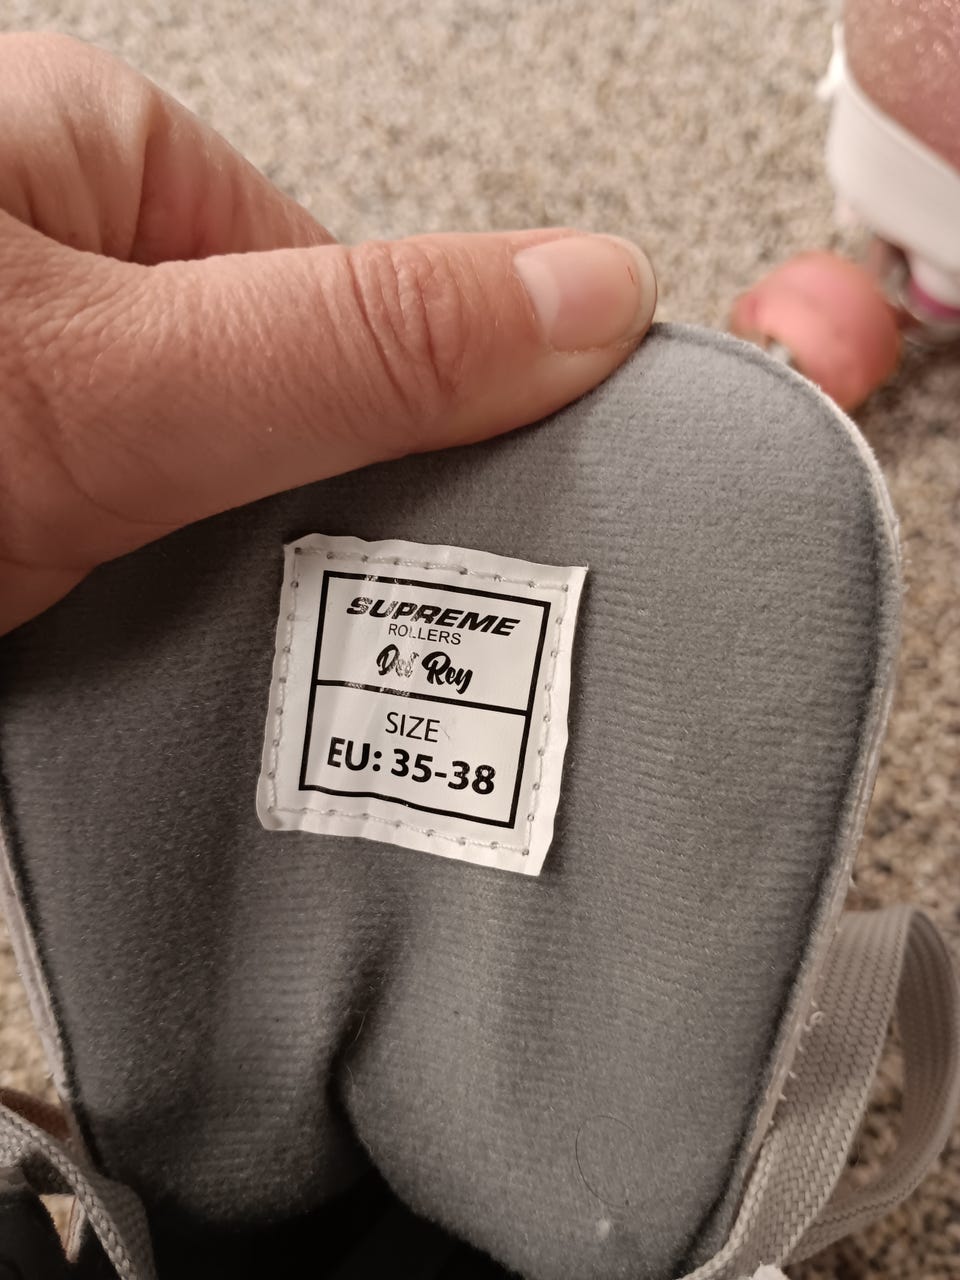 SUPREME
ROLLERS
Del Rey
SIZE
EU: 35-38